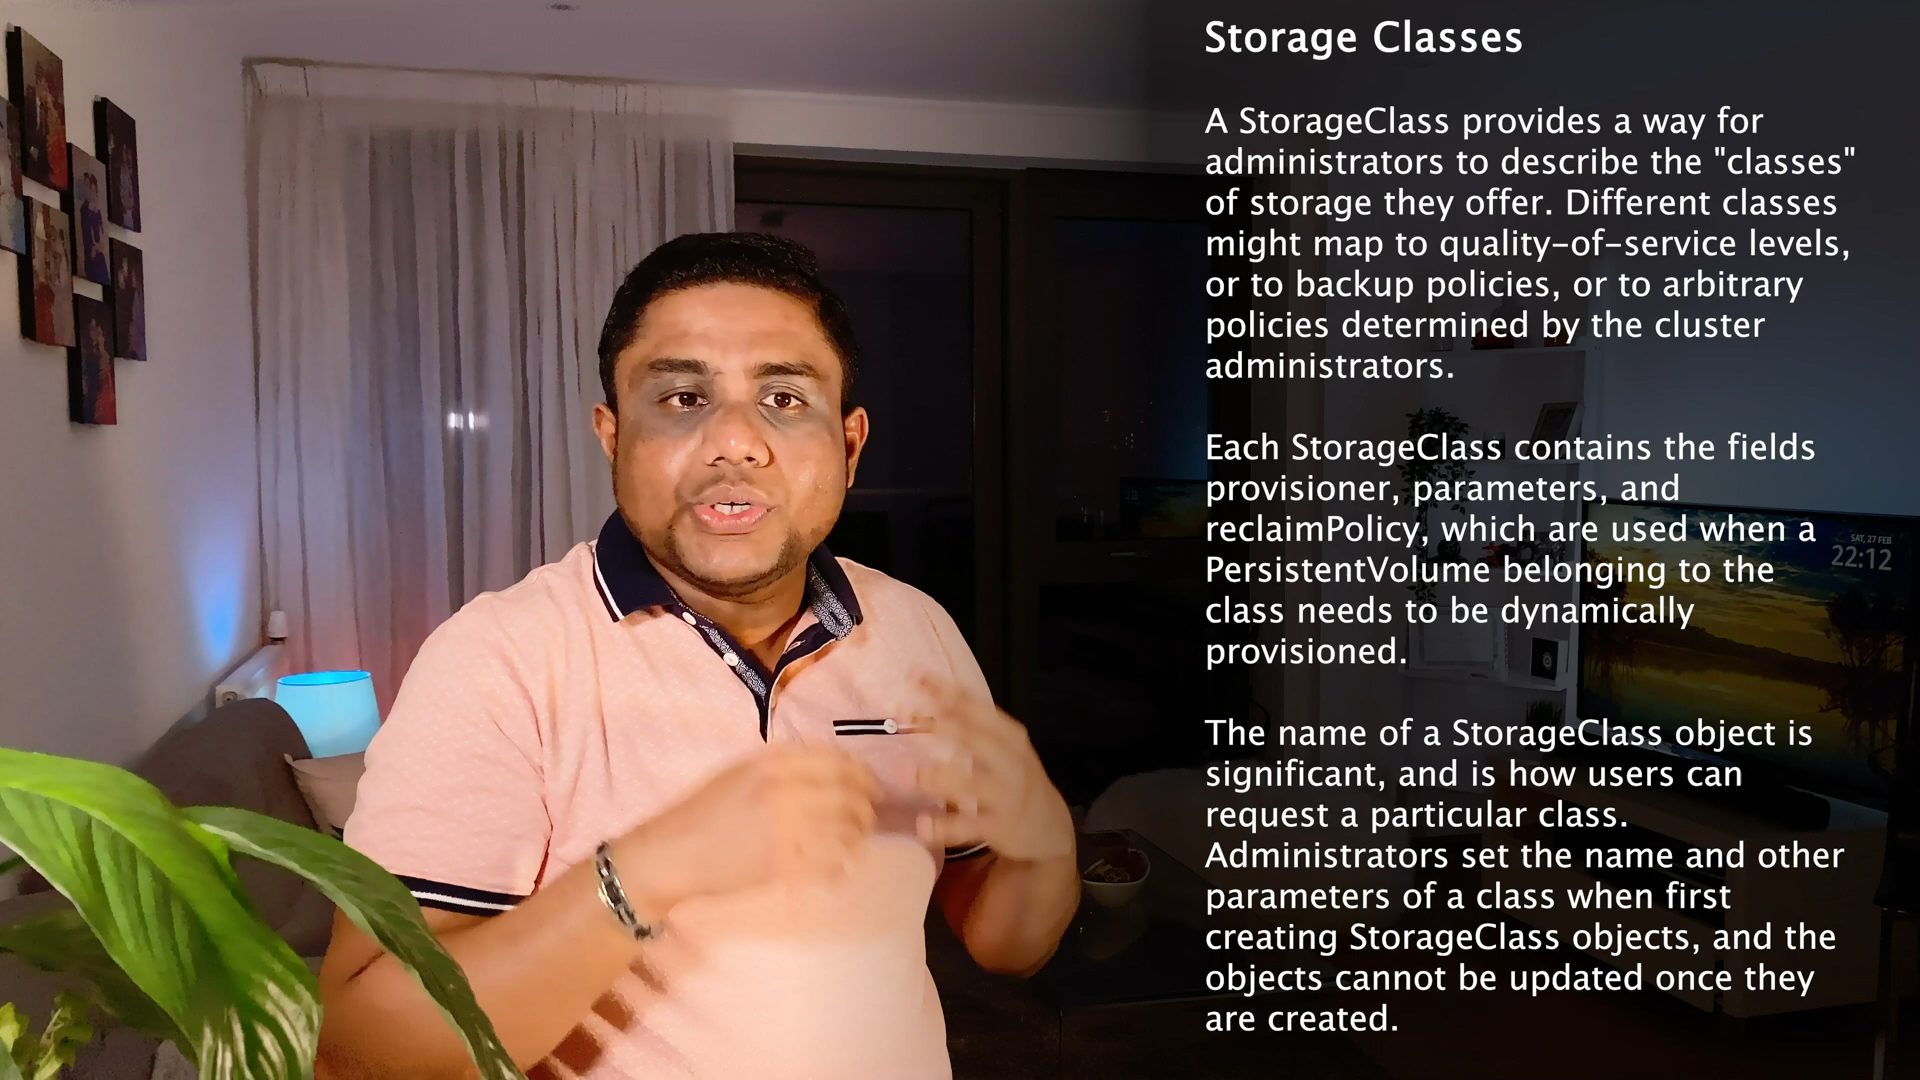 Storage Classes
A StorageClass provides a way for
administrators to describe the "classes"
of storage they offer. Different classes
might map to quality-of-service levels,
or to backup policies, or to arbitrary
policies determined by the cluster
administrators.
Each StorageClass contains the fields
provisioner, parameters, and
reclaimPolicy, which are used when a
PersistentVolume belonging to the
class needs to be dynamically
provisioned.
The name of a StorageClass object is
significant, and is how users can
request a particular class.
Administrators set the name and other
parameters of a class when first
creating StorageClass objects, and the
objects cannot be updated once they
are created.
SAT, 27 FEB
22:12